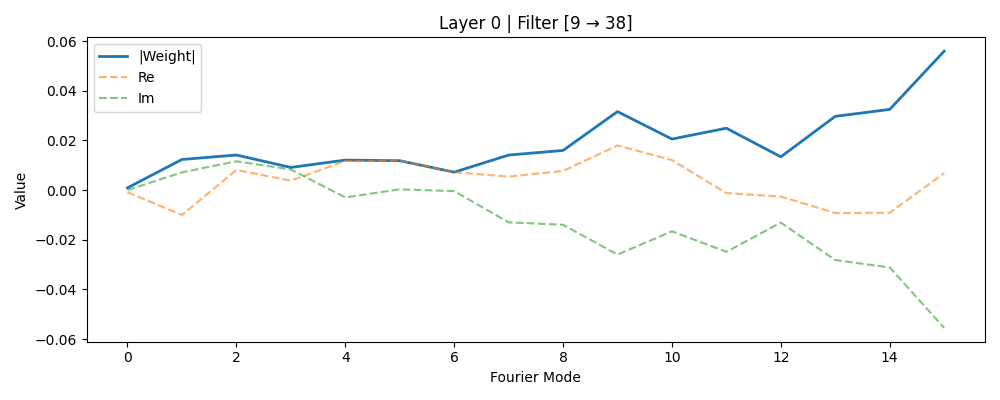 Layer 0 | Filter [9 → 38]
0.06
0.04
0.02
0.00
−0.02
−0.04
−0.06
Value
|Weight|
Re
Im
0 2 4 6 8 10 12 14
Fourier Mode